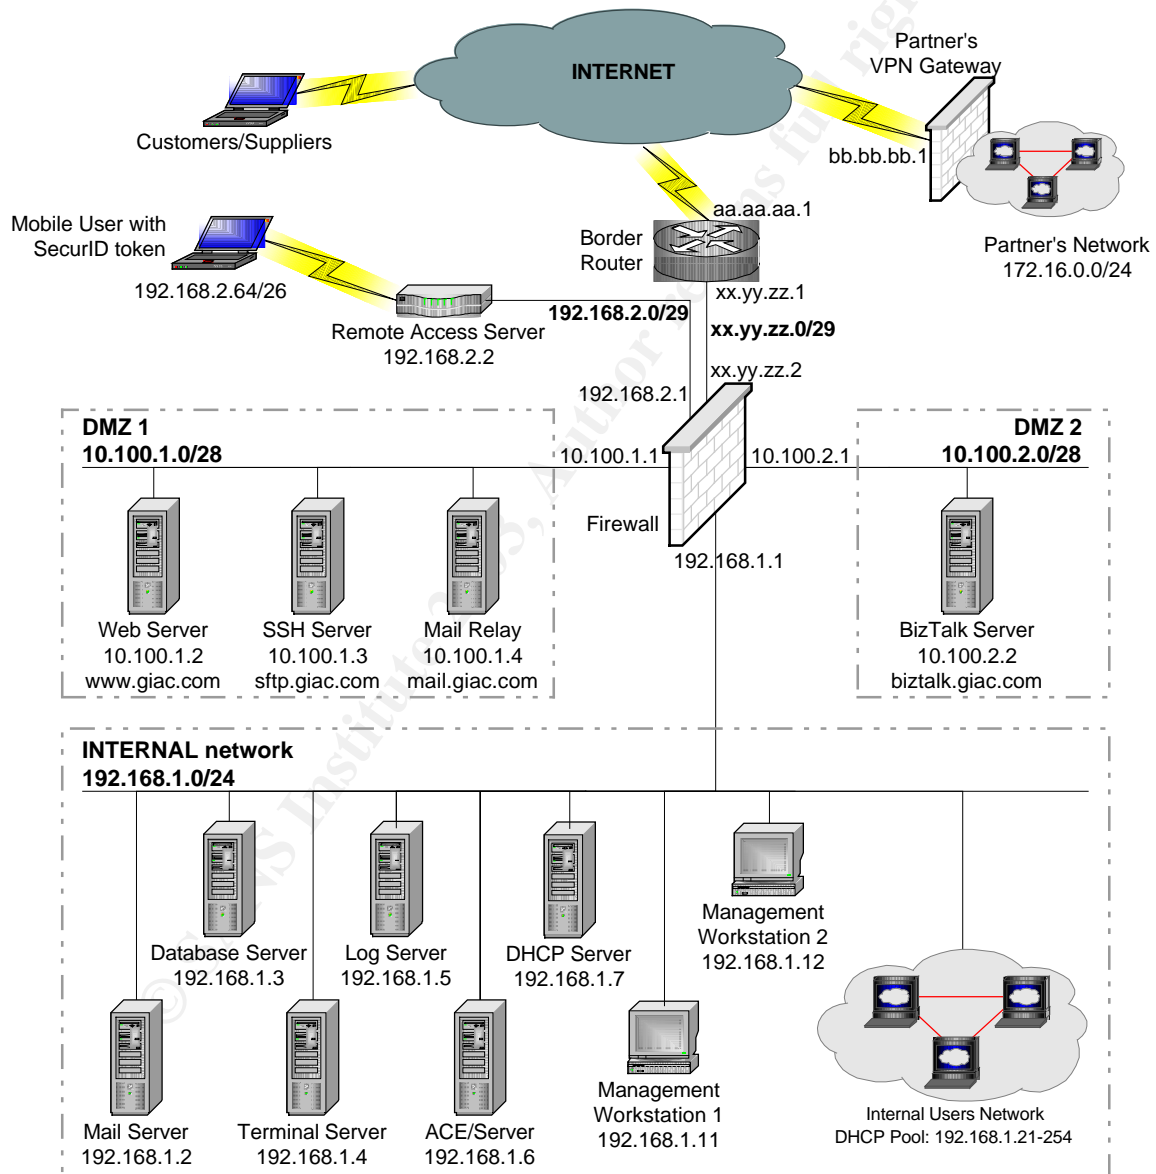 INTERNET
Partner's
VPN Gateway
Customers/Suppliers
bb.bb.bb.1
aa.aa.aa.1
Mobile User with
SecurID token
Border
Router
Partner's Network
172.16.0.0/24
192.168.2.64/26
xx.yy.zz.1
192.168.2.0/29
xx.yy.zz.0/29
Remote Access Server
192.168.2.2
xx.yy.zz.2
192.168.2.1
DMZ 1
10.100.1.0/28
DMZ 2
10.100.2.0/28
10.100.1.1
10.100.2.1
Firewall
192.168.1.1
Web Server
10.100.1.2
www.giac.com
SSH Server
10.100.1.3
sftp.giac.com
Mail Relay
10.100.1.4
mail.giac.com
BizTalk Server
10.100.2.2
biztalk.giac.com
INTERNAL network
192.168.1.0/24
Database Server
192.168.1.3
Log Server
192.168.1.5
DHCP Server
192.168.1.7
Management
Workstation 2
192.168.1.12
Mail Server
192.168.1.2
Terminal Server
192.168.1.4
ACE/Server
192.168.1.6
Management
Workstation 1
192.168.1.11
Internal Users Network
DHCP Pool: 192.168.1.21-254
© SANS Institute
Author
full